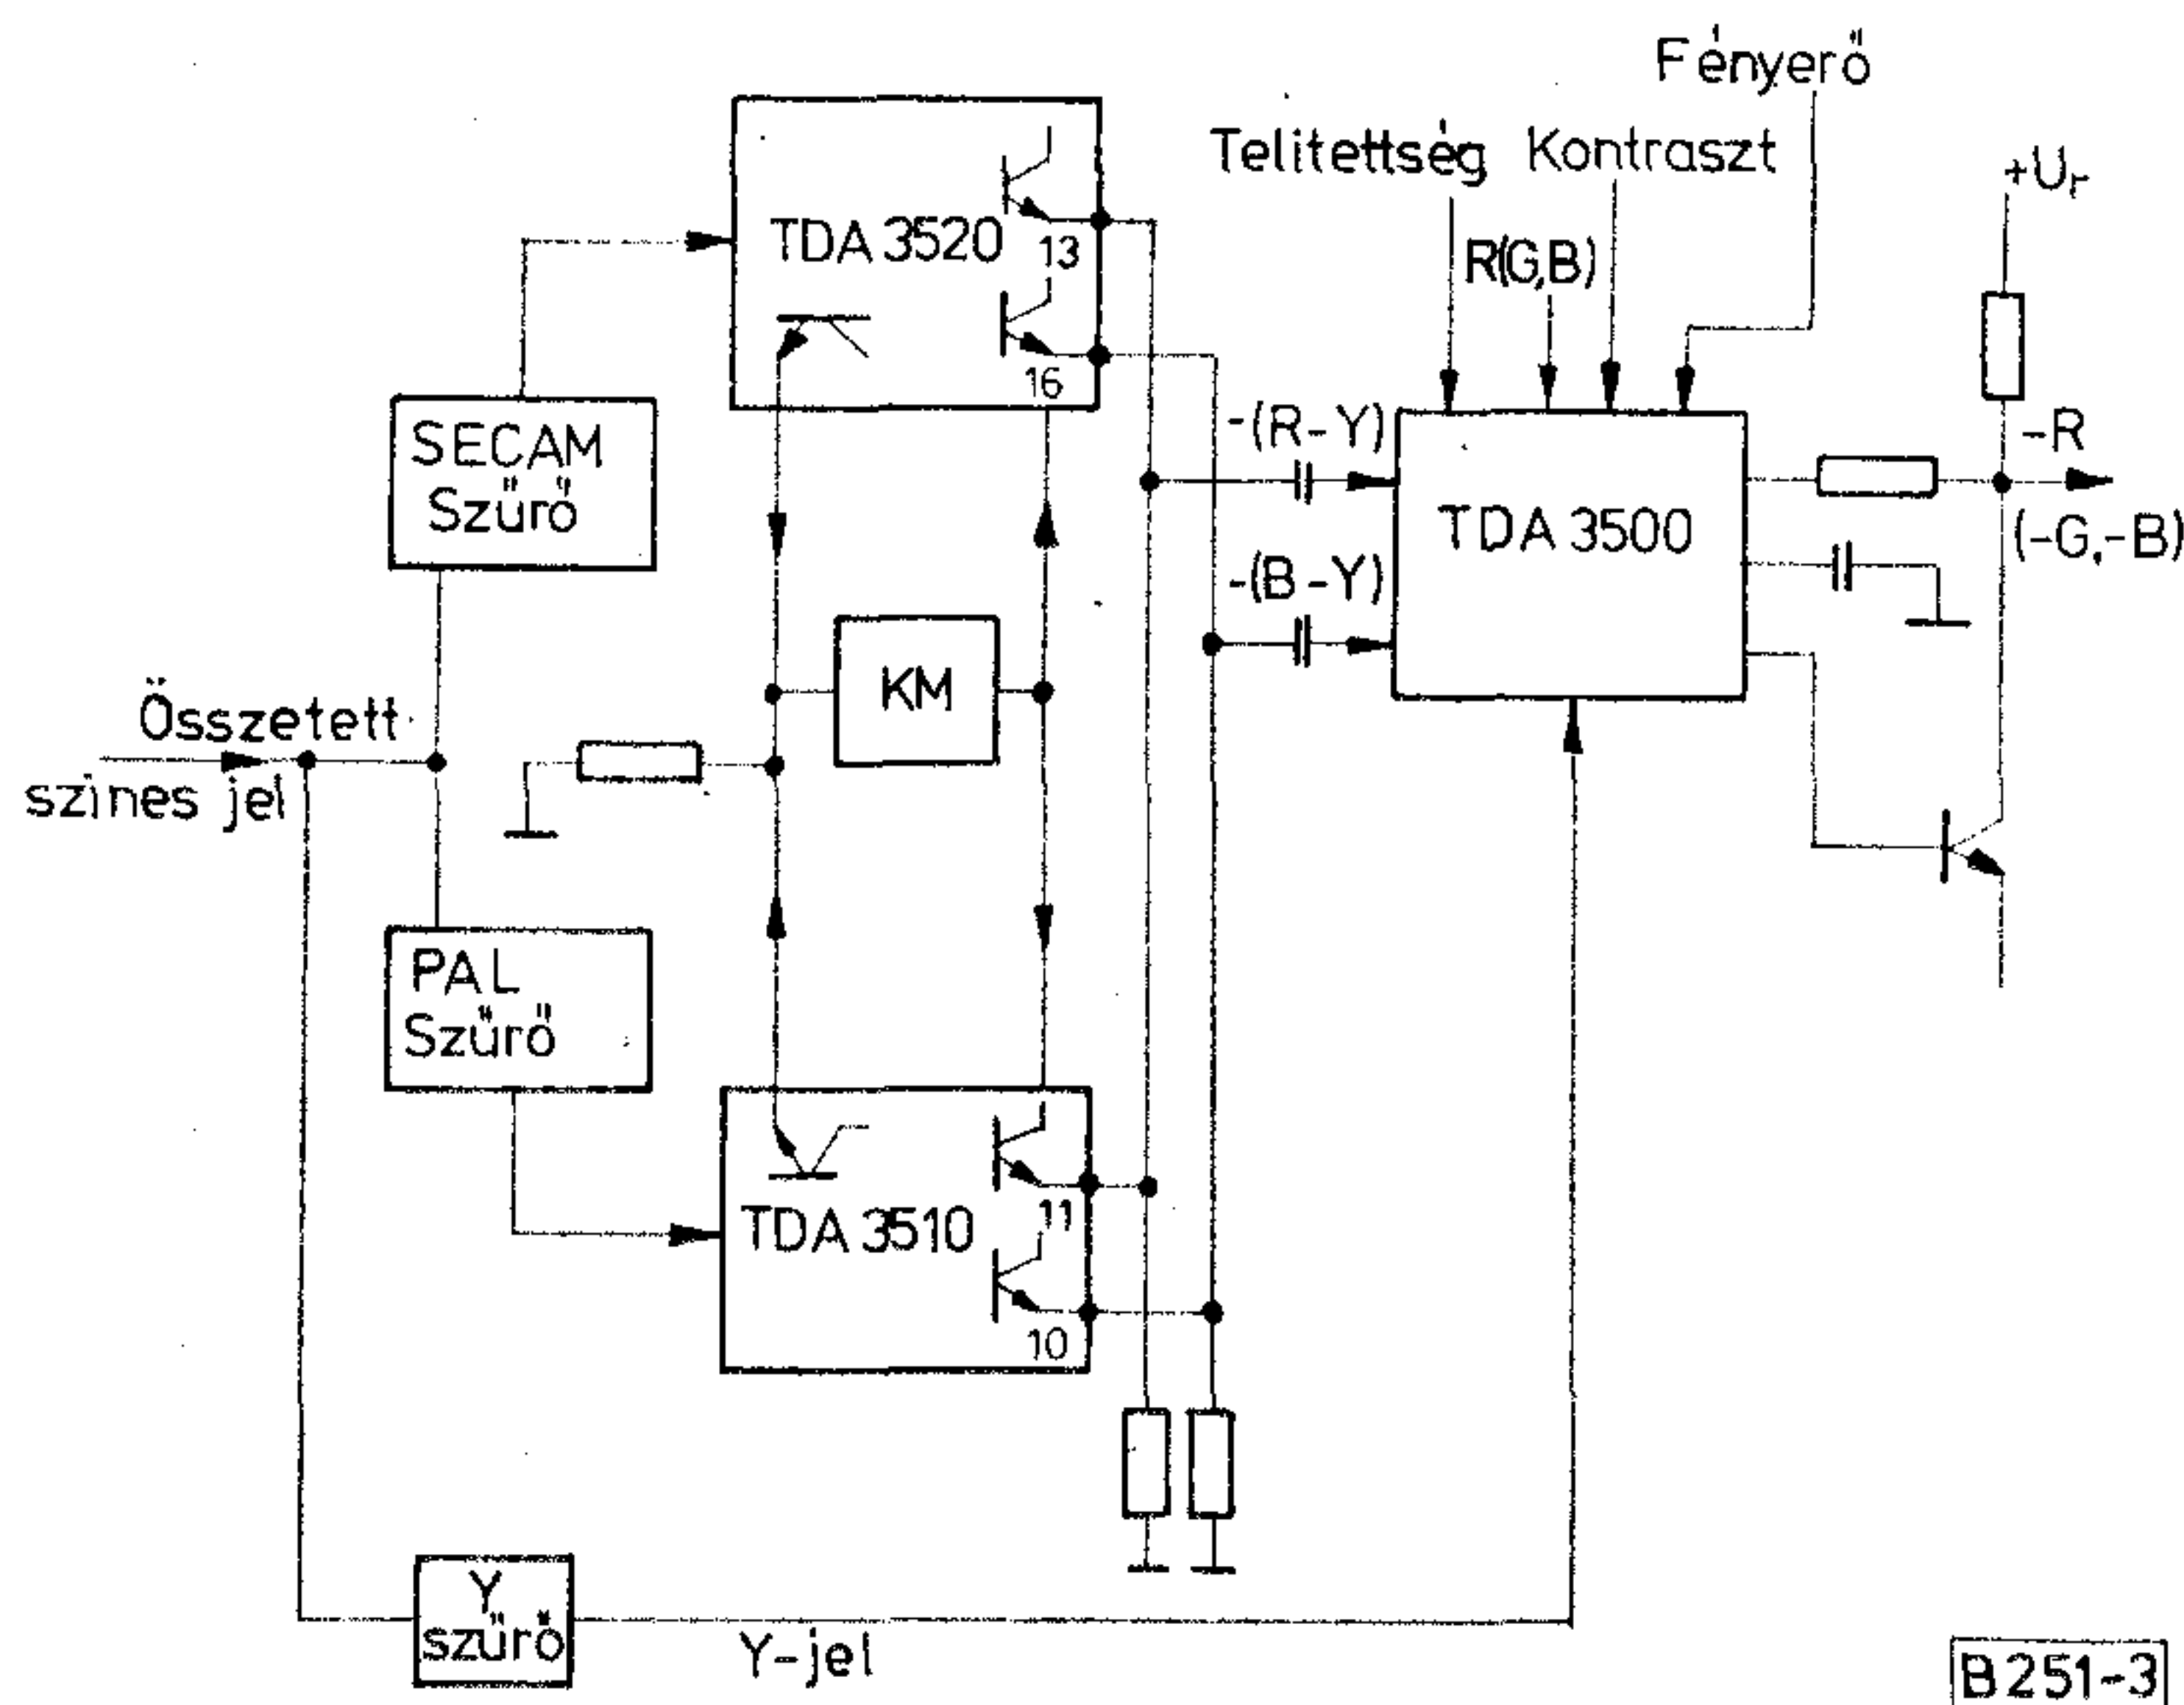 Fényerő
Telitettség
Kontraszt
+Ur
R(G,B)
TDA 3520
13
16
SECAM
Szűrő
-(R-Y)
-(B-Y)
TDA 3500
-R
(-G,-B)
KM
Összetett
szines jel
PAL
Szűrő
TDA 3510
11
10
Y
szűrő
Y-jel
B251-3